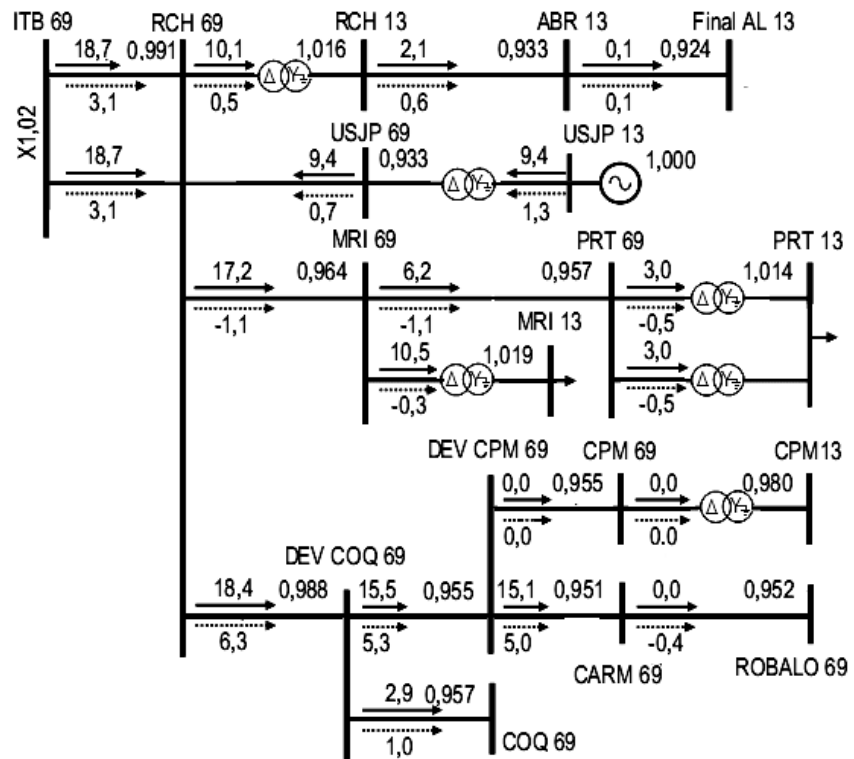 ITB 69 RCH 69 RCH 13 ABR 13 Final AL 13
18,7 0,991 10,1 1,016 2,1 0,933 0,1 0,924
Δ Y
3,1 0,5 0,6 0,1
X1,02
USJP 69 USJP 13
18,7 9,4 0,933 9,4 1,000
Δ Y
3,1 0,7 1,3
MRI 69 PRT 69 PRT 13
17,2 0,964 6,2 0,957 3,0 1,014
Δ Y
-1,1 -1,1 -0,5
MRI 13
10,5 1,019 3,0
Δ Y Δ Y
-0,3 -0,5
DEV CPM 69 CPM 69 CPM13
0,0 0,955 0,0 0,980
Δ Y
0,0 0.0
DEV COQ 69
18,4 0,988 15,5 0,955 15,1 0,951 0,0 0,952
6,3 5,3 5,0 -0,4
CARM 69 ROBALO 69
2,9 0,957
1,0 COQ 69